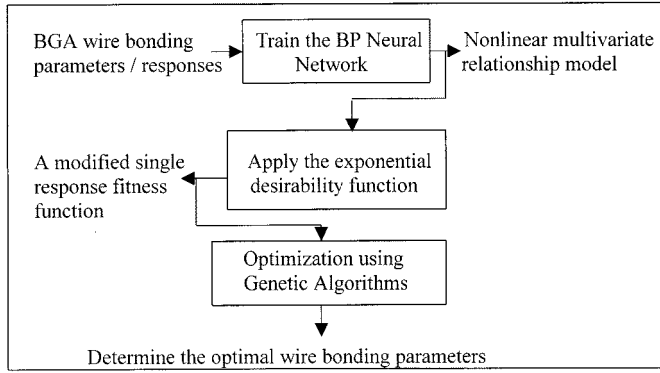 BGA wire bonding
parameters / responses
Train the BP Neural
Network
Nonlinear multivariate
relationship model
A modified single
response fitness
function
Apply the exponential
desirability function
Optimization using
Genetic Algorithms
Determine the optimal wire bonding parameters